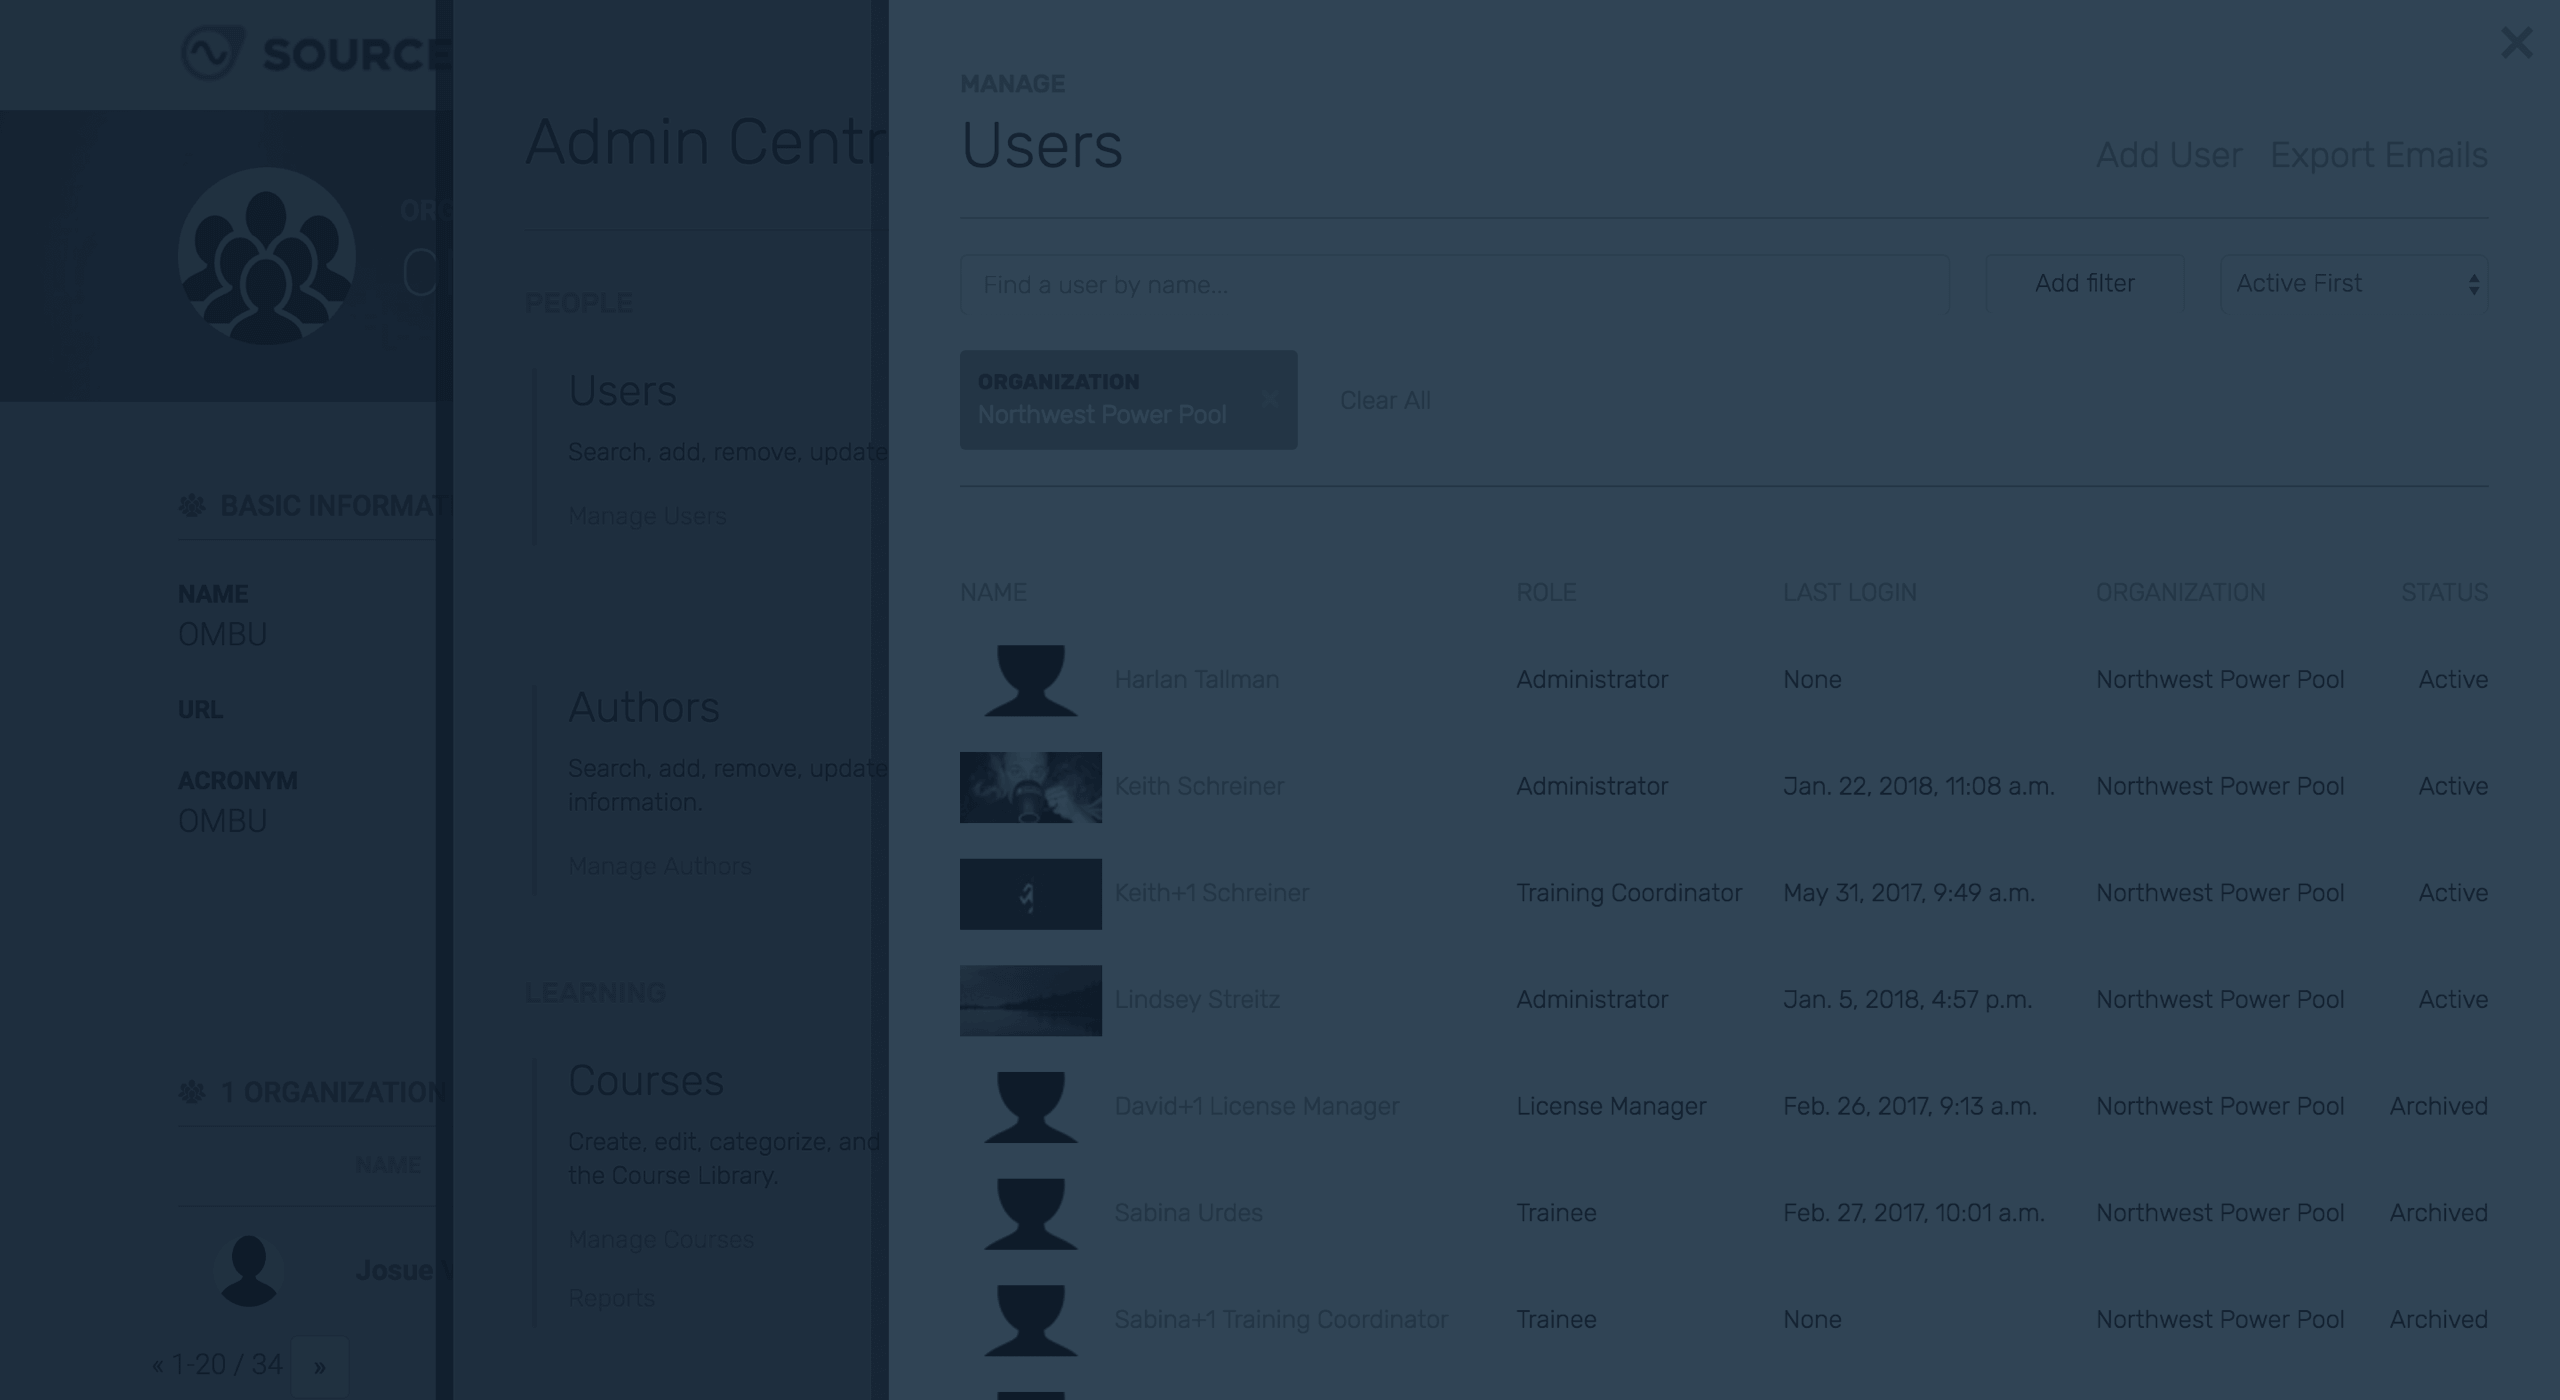 SOURCE
ORG
O
BASIC INFORMAT
NAME
OMBU
URL
ACRONYM
OMBU
1 ORGANIZATION
NAME
Josue
« 1-20 / 34 »
Admin Centr
PEOPLE
Users
Search, add, remove, update
Manage Users
Authors
Search, add, remove, update
information.
Manage Authors
LEARNING
Courses
Create, edit, categorize, and
the Course Library.
Manage Courses
Reports
MANAGE
Users
Add User Export Emails
Find a user by name... Add filter Active First
ORGANIZATION
Northwest Power Pool
Clear All
NAME ROLE LAST LOGIN ORGANIZATION STATUS
Harlan Tallman Administrator None Northwest Power Pool Active
Keith Schreiner Administrator Jan. 22, 2018, 11:08 a.m. Northwest Power Pool Active
Keith+1 Schreiner Training Coordinator May 31, 2017, 9:49 a.m. Northwest Power Pool Active
Lindsey Streitz Administrator Jan. 5, 2018, 4:57 p.m. Northwest Power Pool Active
David+1 License Manager License Manager Feb. 26, 2017, 9:13 a.m. Northwest Power Pool Archived
Sabina Urdes Trainee Feb. 27, 2017, 10:01 a.m. Northwest Power Pool Archived
Sabina+1 Training Coordinator Trainee None Northwest Power Pool Archived